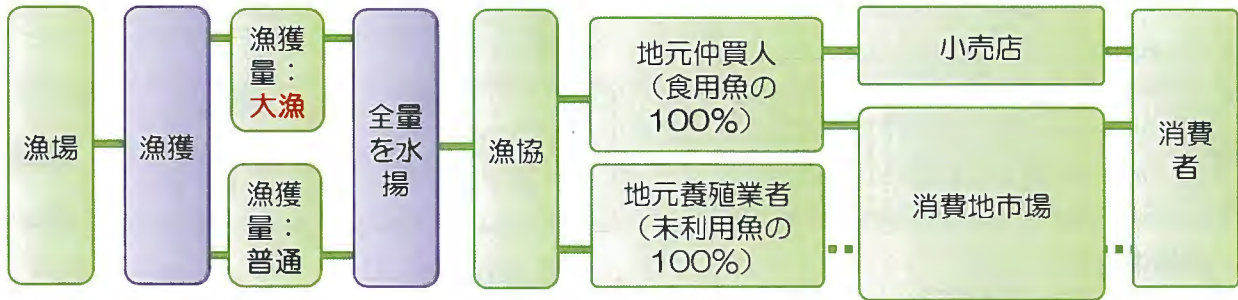 漁場
漁獲
漁獲
量：
大漁
漁獲
量：
普通
全量
を水
揚
漁協
地元仲買人
（食用魚の
100%）
地元養殖業者
（未利用魚の
100%）
小売店
消費地市場
消費
者